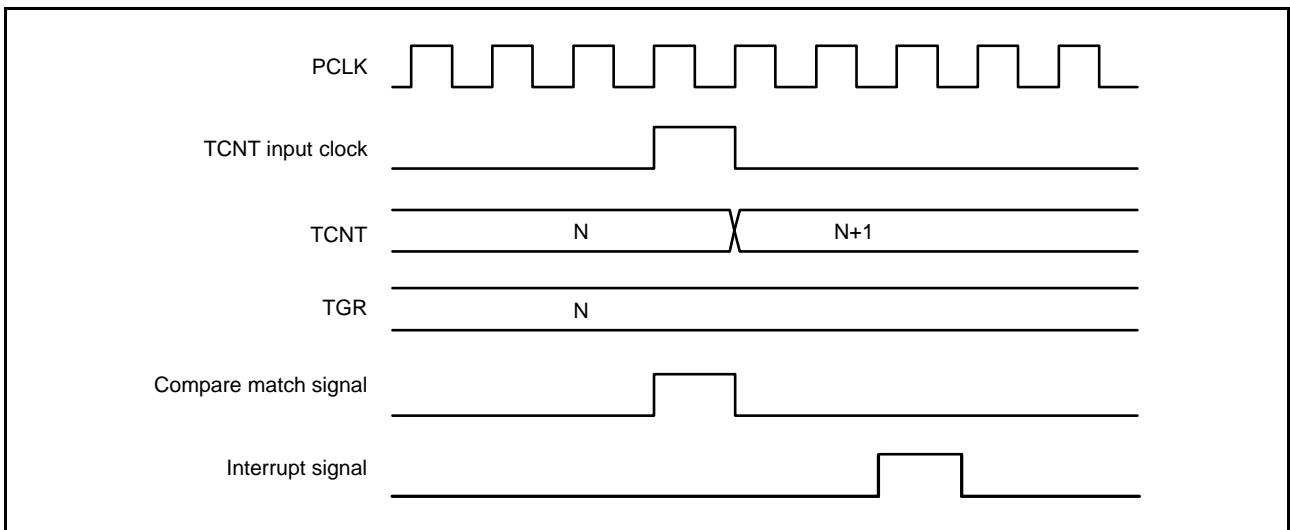 PCLK
TCNT input clock
TCNT
N
N+1
TGR
N
Compare match signal
Interrupt signal